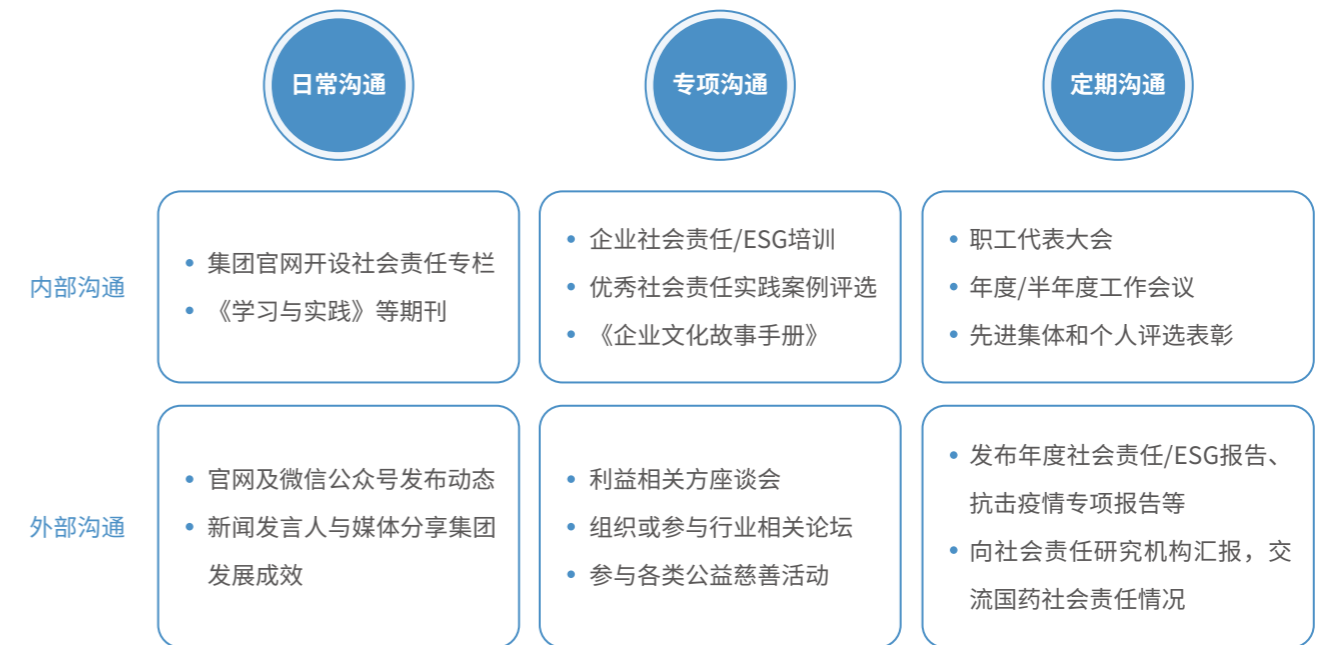 日常沟通
专项沟通
定期沟通
内部沟通
• 集团官网开设社会责任专栏
• 《学习与实践》等期刊
• 企业社会责任/ESG培训
• 优秀社会责任实践案例评选
• 《企业文化故事手册》
• 职工代表大会
• 年度/半年度工作会议
• 先进集体和个人评选表彰
外部沟通
• 官网及微信公众号发布动态
• 新闻发言人与媒体分享集团
发展成效
• 利益相关方座谈会
• 组织或参与行业相关论坛
• 参与各类公益慈善活动
• 发布年度社会责任/ESG报告、
抗击疫情专项报告等
• 向社会责任研究机构汇报，交
流国药社会责任情况